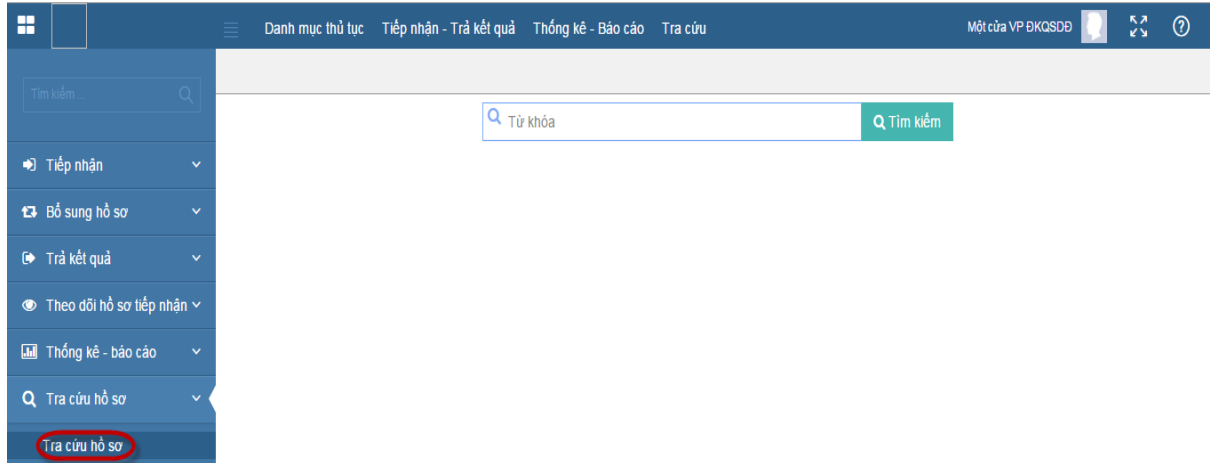 Danh mục thủ tục Tiếp nhận - Trả kết quả Thống kê - Báo cáo Tra cứu Một cửa VP ĐKQSDĐ
Tìm kiếm ...
Từ khóa Tìm kiếm
Tiếp nhận
Bổ sung hồ sơ
Trả kết quả
Theo dõi hồ sơ tiếp nhận
Thống kê - báo cáo
Tra cứu hồ sơ
Tra cứu hồ sơ